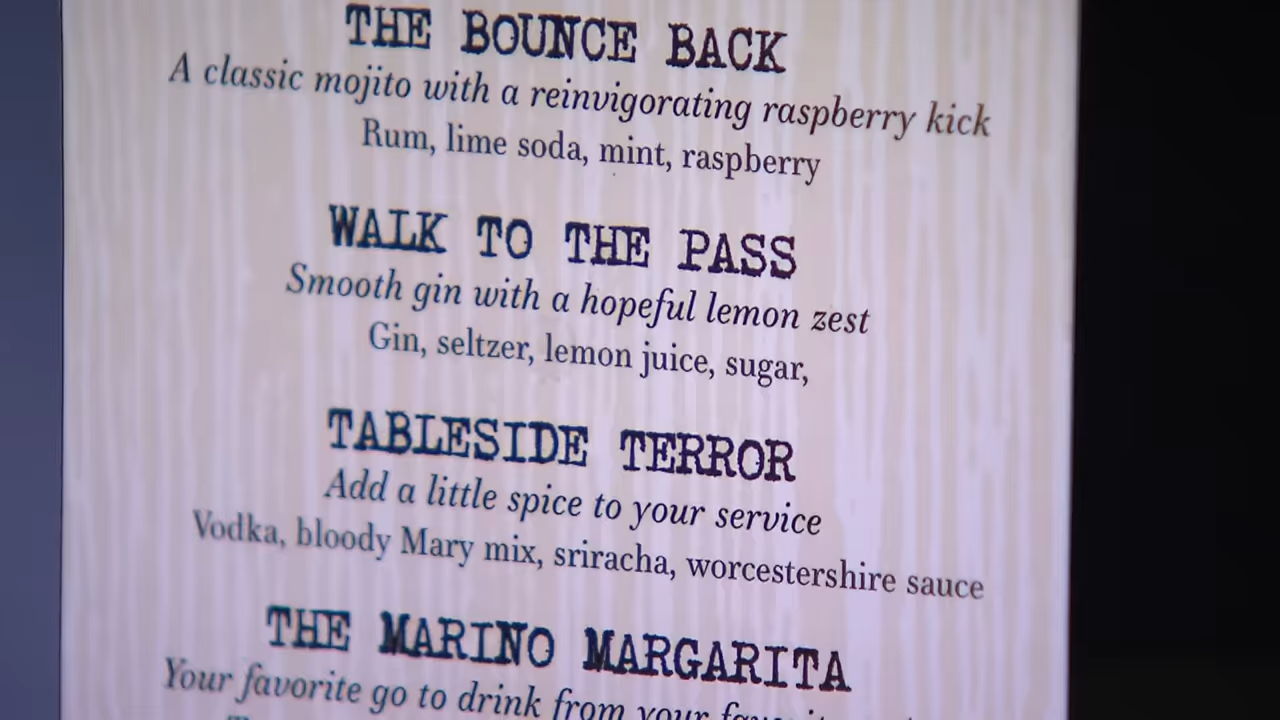 THE BOUNCE BACK
A classic mojito with a reinvigorating raspberry kick
Rum, lime soda, mint, raspberry
WALK TO THE PASS
Smooth gin with a hopeful lemon zest
Gin, seltzer, lemon juice, sugar,
TABLESIDE TERROR
Add a little spice to your service
Vodka, bloody Mary mix, sriracha, worcestershire sauce
THE MARINO MARGARITA
Your favorite go to drink from your